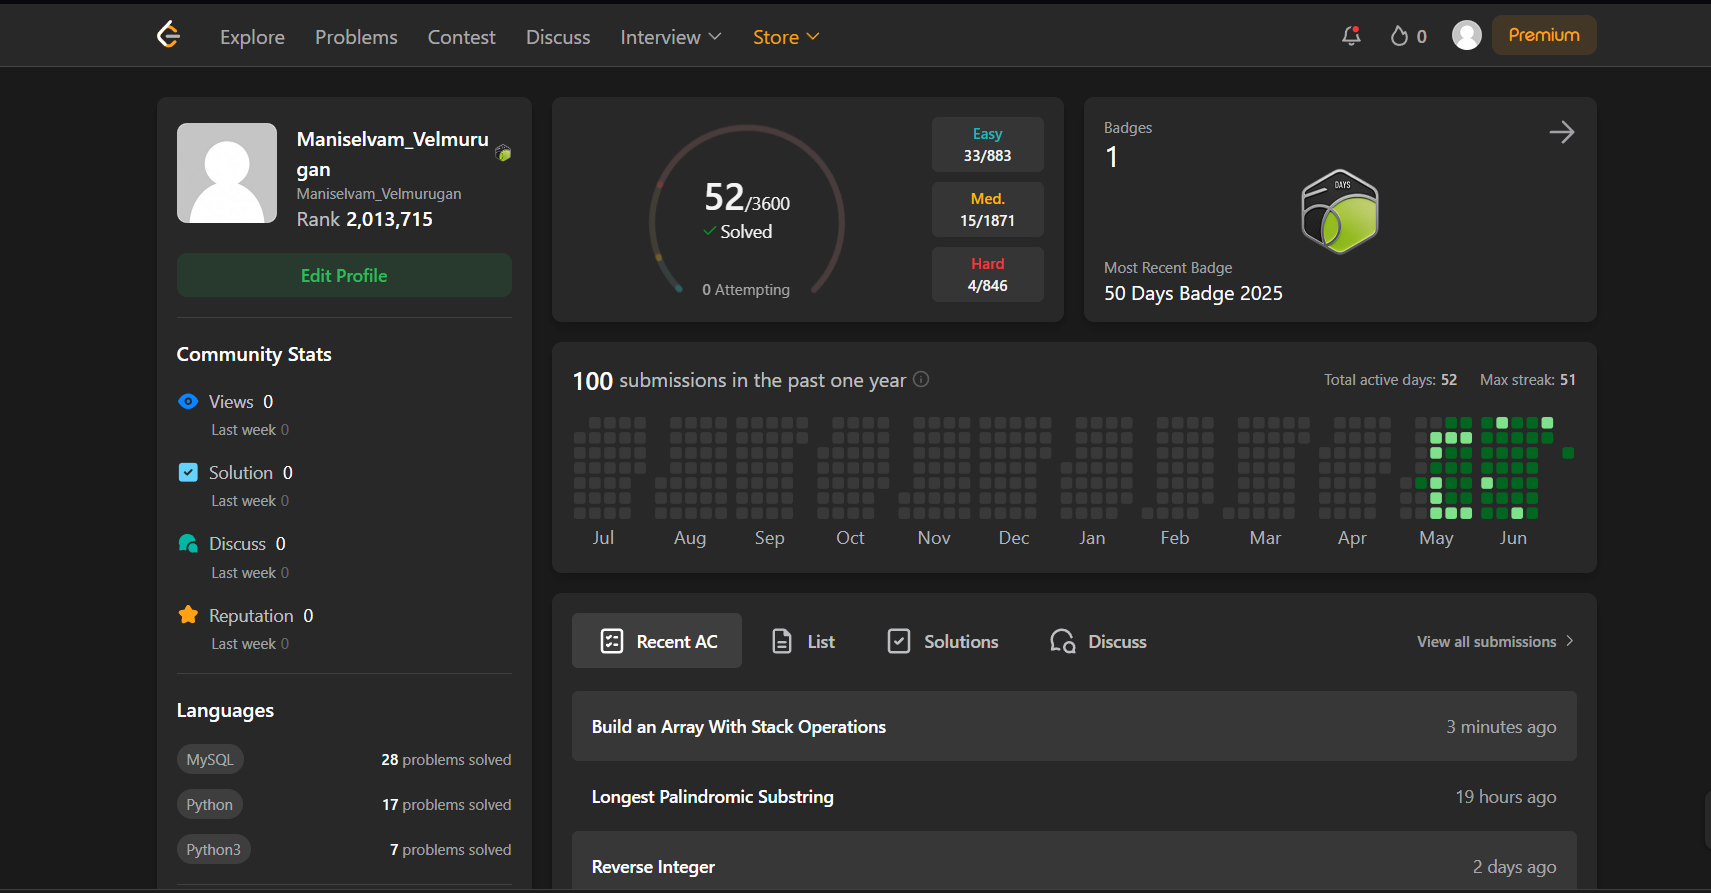 Explore Problems Contest Discuss Interview Store 0 Premium
Maniselvam_Velmuru
gan
Maniselvam_Velmurugan
Rank 2,013,715
Edit Profile
Community Stats
Views 0
Last week 0
Solution 0
Last week 0
Discuss 0
Last week 0
Reputation 0
Last week 0
Languages
MySQL 28 problems solved
Python 17 problems solved
Python3 7 problems solved
52/3600
Solved
0 Attempting
Easy
33/883
Med.
15/1871
Hard
4/846
Badges
1
DAYS
Most Recent Badge
50 Days Badge 2025
100 submissions in the past one year Total active days: 52 Max streak: 51
Jul Aug Sep Oct Nov Dec Jan Feb Mar Apr May Jun
Recent AC List Solutions Discuss View all submissions
Build an Array With Stack Operations 3 minutes ago
Longest Palindromic Substring 19 hours ago
Reverse Integer 2 days ago